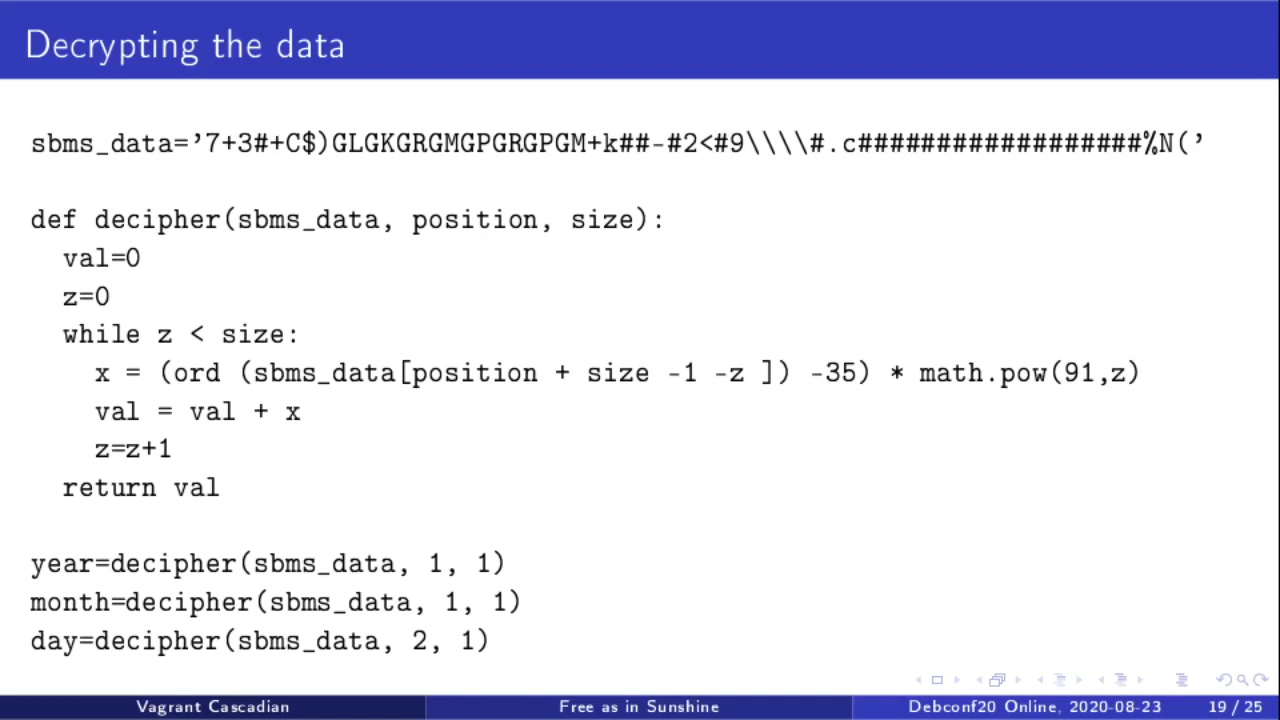 Decrypting the data
sbms_data='7+3#+C$)GLGKGRGMGPGRGPGM+k##-#2<#9\\\\#.c##################%N('
def decipher(sbms_data, position, size):
  val=0
  z=0
  while z < size:
    x = (ord (sbms_data[position + size -1 -z ]) -35) * math.pow(91,z)
    val = val + x
    z=z+1
  return val
year=decipher(sbms_data, 1, 1)
month=decipher(sbms_data, 1, 1)
day=decipher(sbms_data, 2, 1)
Vagrant Cascadian
Free as in Sunshine
Debconf20 Online, 2020-08-23
19 / 25